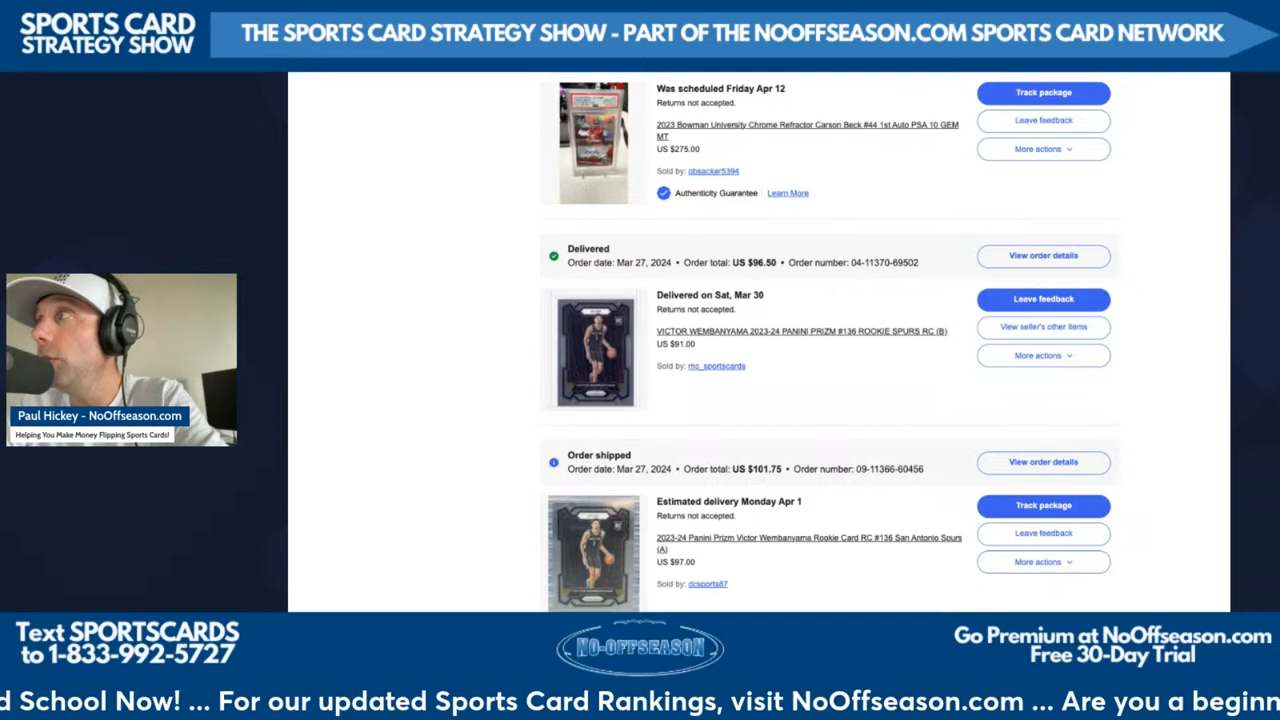 SPORTS CARD
STRATEGY SHOW
THE SPORTS CARD STRATEGY SHOW - PART OF THE NOOFFSEASON.COM SPORTS CARD NETWORK
Was scheduled Friday Apr 12
Returns not accepted.
2023 Bowman University Chrome Refractor Carson Beck #44 1st Auto PSA 10 GEM
MT
US $275.00
Sold by: qbsacker5394
Authenticity Guarantee Learn More
Track package
Leave feedback
More actions
Delivered
Order date: Mar 27, 2024 • Order total: US $96.50 • Order number: 04-11370-69502
View order details
Delivered on Sat, Mar 30
Returns not accepted.
VICTOR WEMBANYAMA 2023-24 PANINI PRIZM #136 ROOKIE SPURS RC (B)
US $91.00
Sold by: mc_sportscards
Leave feedback
View seller's other items
More actions
Order shipped
Order date: Mar 27, 2024 • Order total: US $101.75 • Order number: 09-11366-60456
View order details
Estimated delivery Monday Apr 1
Returns not accepted.
2023-24 Panini Prizm Victor Wembanyama Rookie Card RC #136 San Antonio Spurs
(A)
US $97.00
Sold by: dcsports87
Track package
Leave feedback
More actions
Paul Hickey - NoOffseason.com
Helping You Make Money Flipping Sports Cards!
Text SPORTSCARDS
to 1-833-992-5727
NO-OFFSEASON
Go Premium at NoOffseason.com
Free 30-Day Trial
d School Now! ... For our updated Sports Card Rankings, visit NoOffseason.com ... Are you a beginn